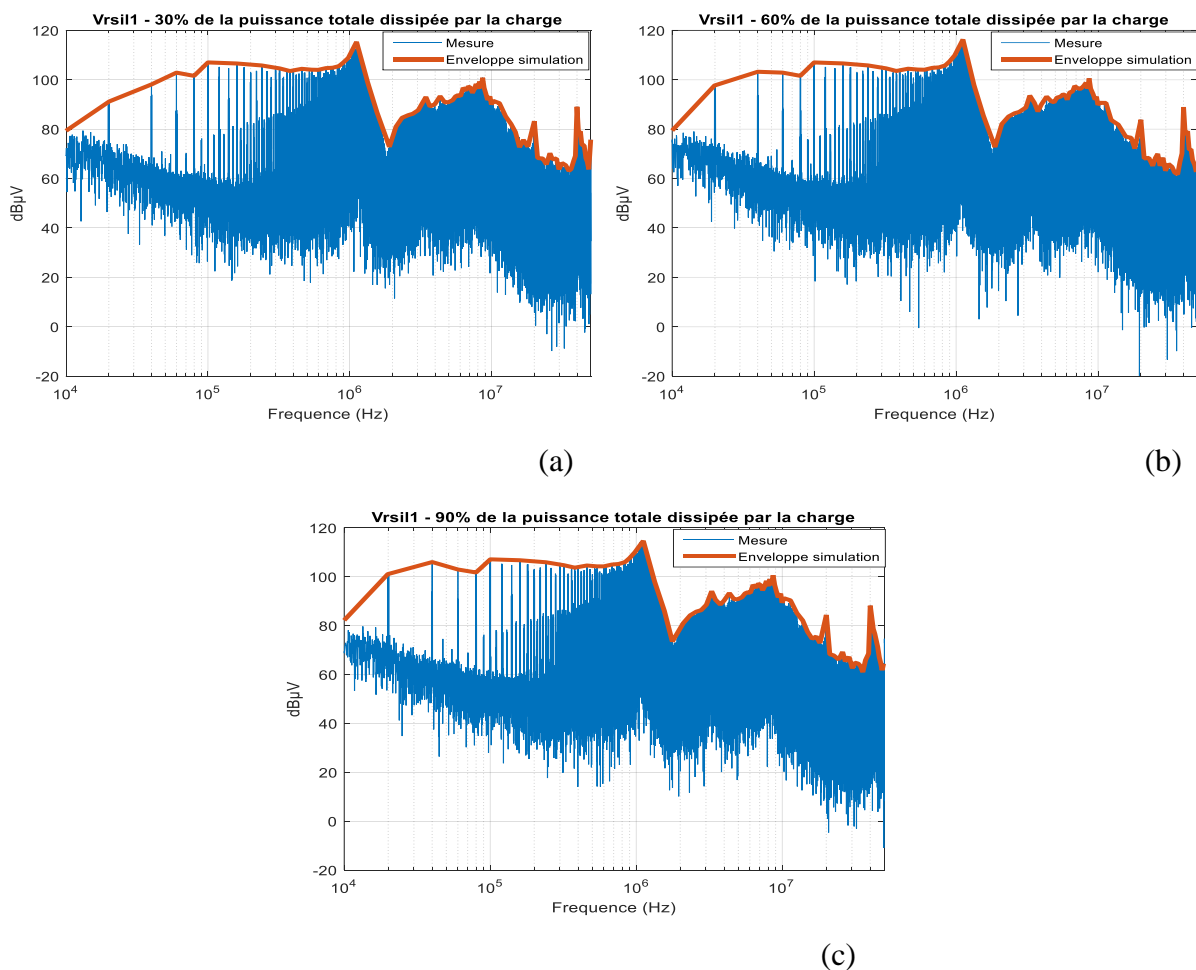 Vrsil1 - 30% de la puissance totale dissipée par la charge
120
100
80
60
40
20
0
-20
dBµV
Mesure
Enveloppe simulation
10^4
10^5
10^6
10^7
Frequence (Hz)
(a)
Vrsil1 - 60% de la puissance totale dissipée par la charge
120
100
80
60
40
20
0
-20
dBµV
Mesure
Enveloppe simulation
10^4
10^5
10^6
10^7
Frequence (Hz)
(b)
Vrsil1 - 90% de la puissance totale dissipée par la charge
120
100
80
60
40
20
0
-20
dBµV
Mesure
Enveloppe simulation
10^4
10^5
10^6
10^7
Frequence (Hz)
(c)